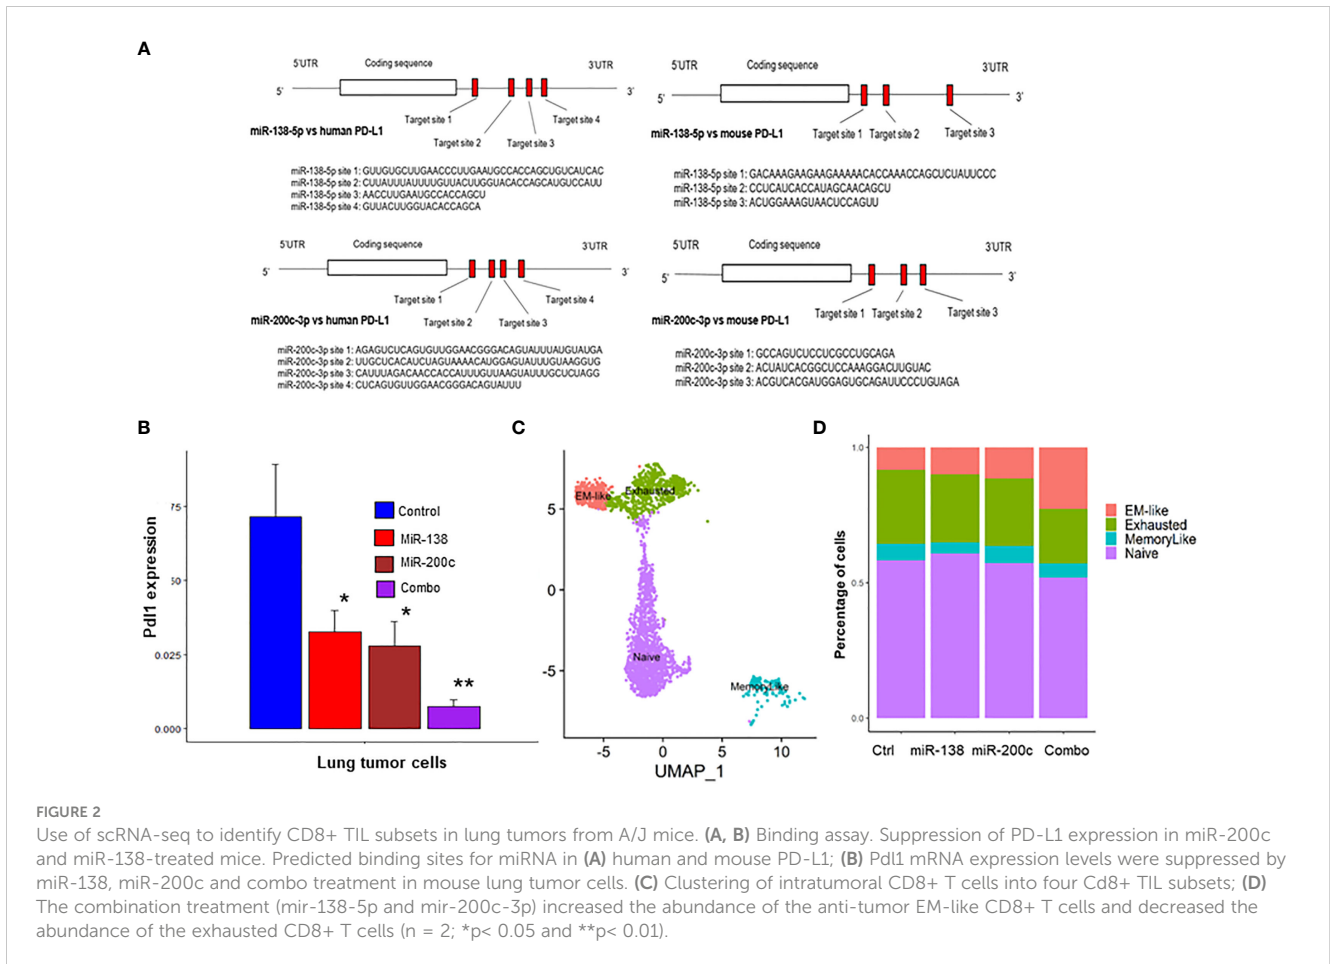 A
5'UTR Coding sequence 3'UTR
5' 3'
Target site 1 Target site 4
miR-138-5p vs human PD-L1
Target site 2 Target site 3
miR-138-5p site 1: GUUGUGCUUGAACCCUUGAAUGCCACCAGCUGUCAUCAC
miR-138-5p site 2: CUUAUUUAUUUUGUUACUUGGUACACCAGCAUGUCCAUU
miR-138-5p site 3: AACCUUGAAUGCCACCAGCU
miR-138-5p site 4: GUUACUUGGUACACCAGCA
5'UTR Coding sequence 3'UTR
5' 3'
miR-138-5p vs mouse PD-L1 Target site 1 Target site 2 Target site 3
miR-138-5p site 1: GACAAAGAAGAAGAAAAACACCAAACCAGCUCUAUUCCC
miR-138-5p site 2: CCUCAUCACCAUAGCAACAGCU
miR-138-5p site 3: ACUGGAAAGUAACUCCAGUU
5'UTR Coding sequence 3'UTR
5' 3'
Target site 1 Target site 4
miR-200c-3p vs human PD-L1
Target site 2 Target site 3
miR-200c-3p site 1: AGAGUCUCAGUGUUGGAACGGGACAGUAUUUAUGUAUGA
miR-200c-3p site 2: UUGCUCACAUCUAGUAAAACAUGGAGUAUUUGUAAGGUG
miR-200c-3p site 3: CAUUUAGACAACCACCAUUUGUUAAGUAUUUGCUCUAGG
miR-200c-3p site 4: CUCAGUGUUGGAACGGGACAGUAUUU
5'UTR Coding sequence 3'UTR
5' 3'
miR-200c-3p vs mouse PD-L1 Target site 1 Target site 2 Target site 3
miR-200c-3p site 1: GCCAGUCUCCUCGCCUGCAGA
miR-200c-3p site 2: ACUAUCACGGCUCCAAAGGACUUGUAC
miR-200c-3p site 3: ACGUCACGAUGGAGUGCAGAUUCCCUGUAGA
B
Pdl1 expression
75
50
0.025
0.000
Control
MiR-138
MiR-200c
Combo
*
*
**
Lung tumor cells
C
5
0
-5
EM-like
Exhausted
Naive
MemoryLike
-5 0 5 10
UMAP_1
D
Percentage of cells
1.0
0.5
0.0
Ctrl miR-138 miR-200c Combo
EM-like
Exhausted
MemoryLike
Naive
FIGURE 2
Use of scRNA-seq to identify CD8+ TIL subsets in lung tumors from A/J mice. (A, B) Binding assay. Suppression of PD-L1 expression in miR-200c
and miR-138-treated mice. Predicted binding sites for miRNA in (A) human and mouse PD-L1; (B) Pdl1 mRNA expression levels were suppressed by
miR-138, miR-200c and combo treatment in mouse lung tumor cells. (C) Clustering of intratumoral CD8+ T cells into four Cd8+ TIL subsets; (D)
The combination treatment (mir-138-5p and mir-200c-3p) increased the abundance of the anti-tumor EM-like CD8+ T cells and decreased the
abundance of the exhausted CD8+ T cells (n = 2; *p< 0.05 and **p< 0.01).